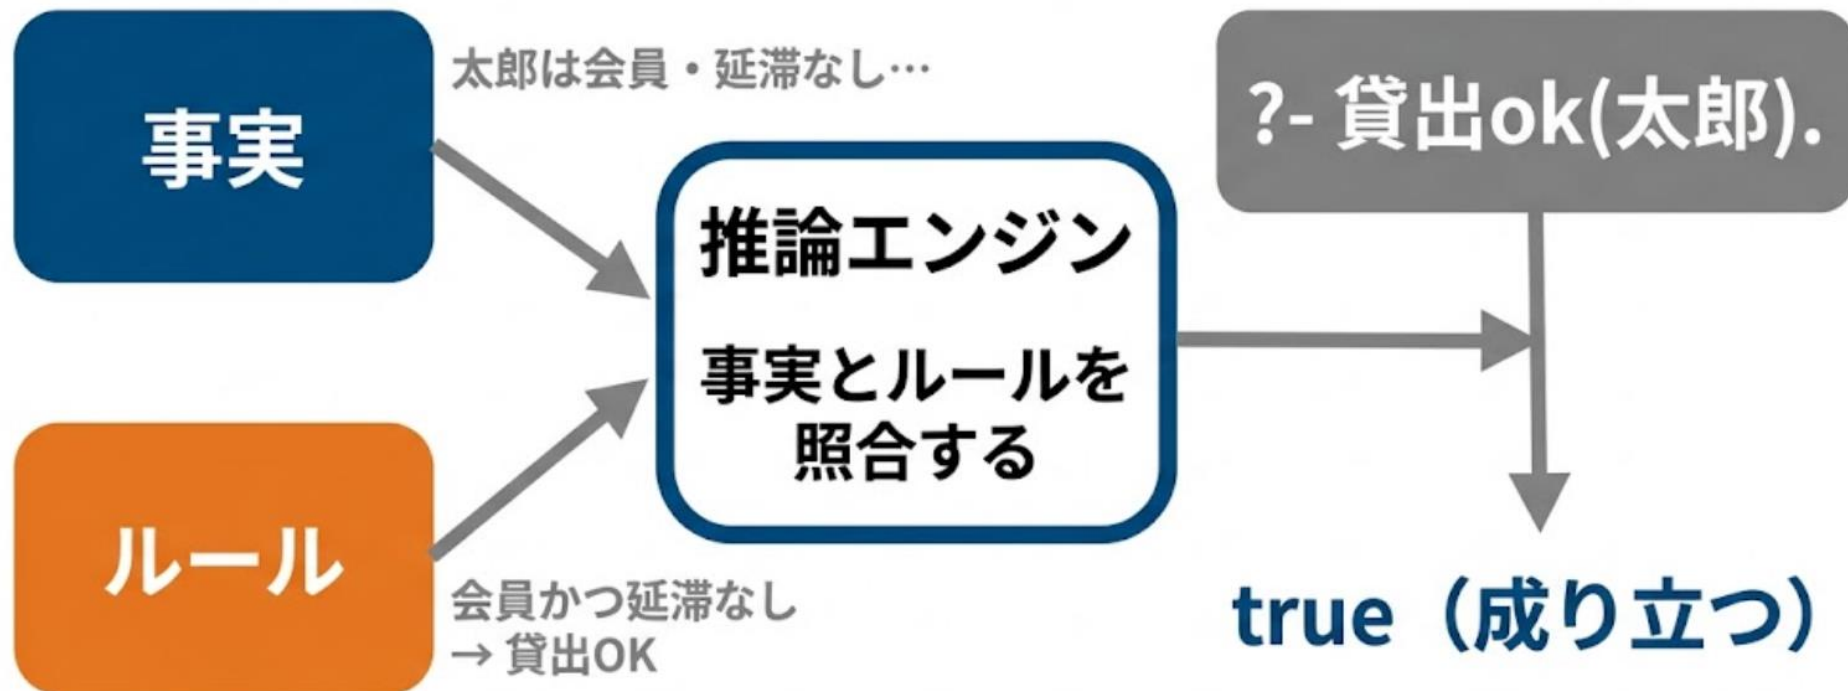 事実
太郎は会員・延滞なし…
ルール
会員かつ延滞なし
→ 貸出OK
推論エンジン
事実とルールを
照合する
?- 貸出ok(太郎).
true（成り立つ）